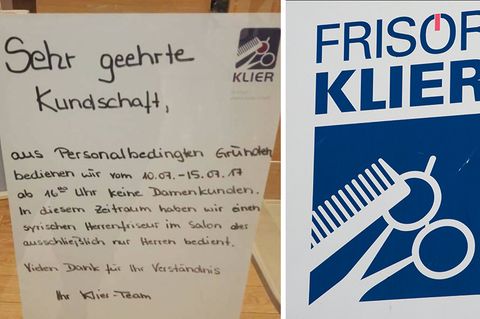 Sehr geehrte
Kundschaft,
KLIER
aus Personalbedingten Gründen
bedienen wir vom 10.07.-15.07.17
ab 16⁰⁰ Uhr keine Damenkunden.
In diesem Zeitraum haben wir einen
syrischen Herrenfriseur im Salon der
ausschließlich nur Herren bedient.
Vielen Dank für Ihr Verständnis
Ihr Klier-Team
FRISÖR
KLIER